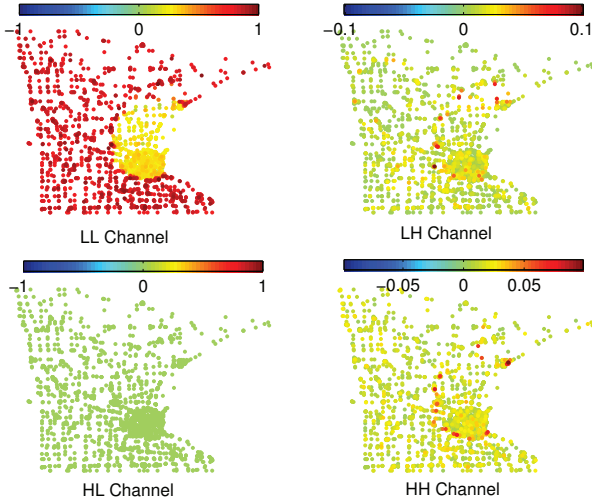 −1 0 1
−0.1 0 0.1
LL Channel
LH Channel
−1 0 1
−0.05 0 0.05
HL Channel
HH Channel